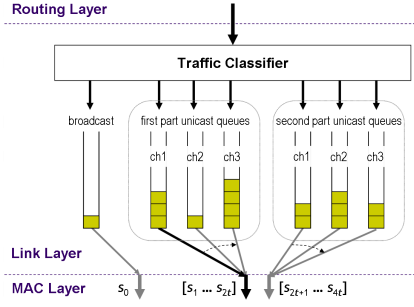 Routing Layer
Traffic Classifier
broadcast
first part unicast queues
second part unicast queues
ch1
ch2
ch3
ch1
ch2
ch3
Link Layer
MAC Layer
s0
[s1 ... s2t]
[s2t+1 ... s4t]